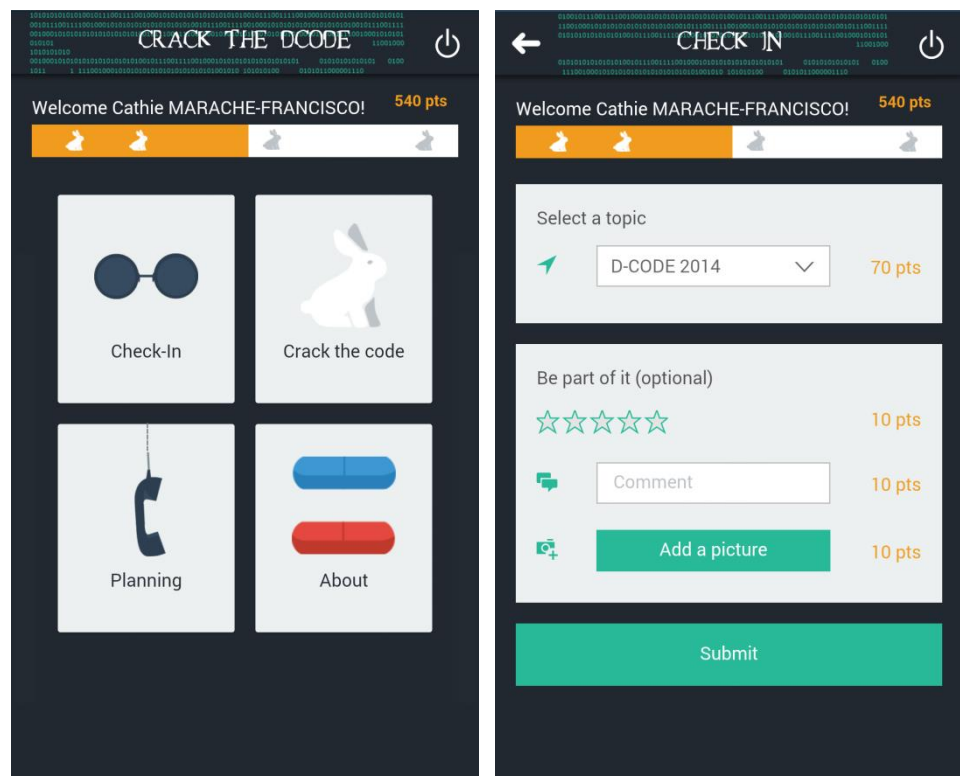 CRACK THE DCODE
Welcome Cathie MARACHE-FRANCISCO! 540 pts
Check-In
Crack the code
Planning
About
CHECK IN
Welcome Cathie MARACHE-FRANCISCO! 540 pts
Select a topic
D-CODE 2014
70 pts
Be part of it (optional)
10 pts
Comment
10 pts
Add a picture
10 pts
Submit